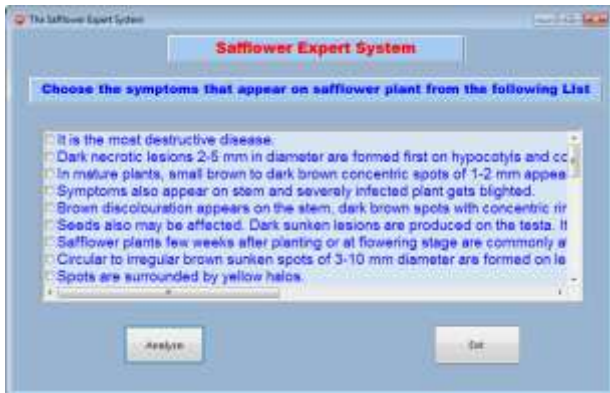 The Safflower Expert System
Safflower Expert System
Choose the symptoms that appear on safflower plant from the following List
It is the most destructive disease.
Dark necrotic lesions 2-5 mm in diameter are formed first on hypocotyls and cc
In mature plants, small brown to dark brown concentric spots of 1-2 mm appea
Symptoms also appear on stem and severely infected plant gets blighted.
Brown discolouration appears on the stem, dark brown spots with concentric rir
Seeds also may be affected. Dark sunken lesions are produced on the testa. It
Safflower plants few weeks after planting or at flowering stage are commonly a
Circular to irregular brown sunken spots of 3-10 mm diameter are formed on le
Spots are surrounded by yellow halos.
Analyze
Exit